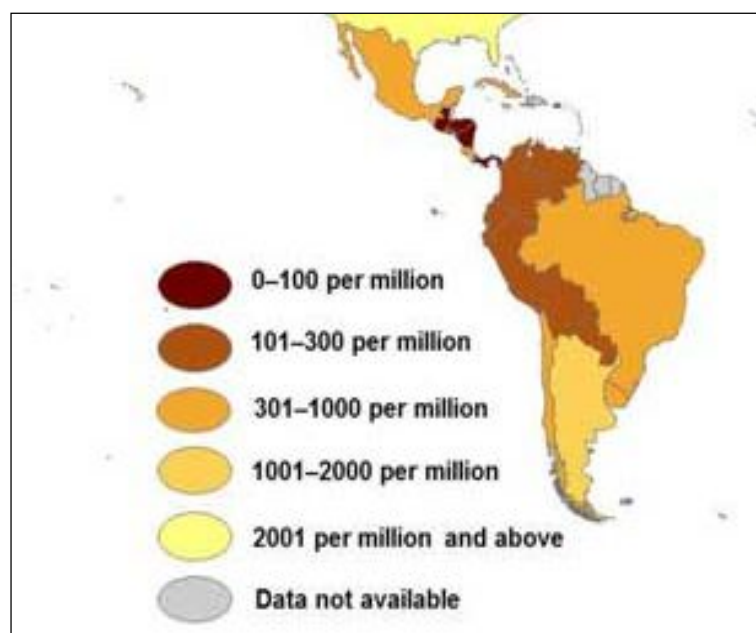 0–100 per million
101–300 per million
301–1000 per million
1001–2000 per million
2001 per million and above
Data not available